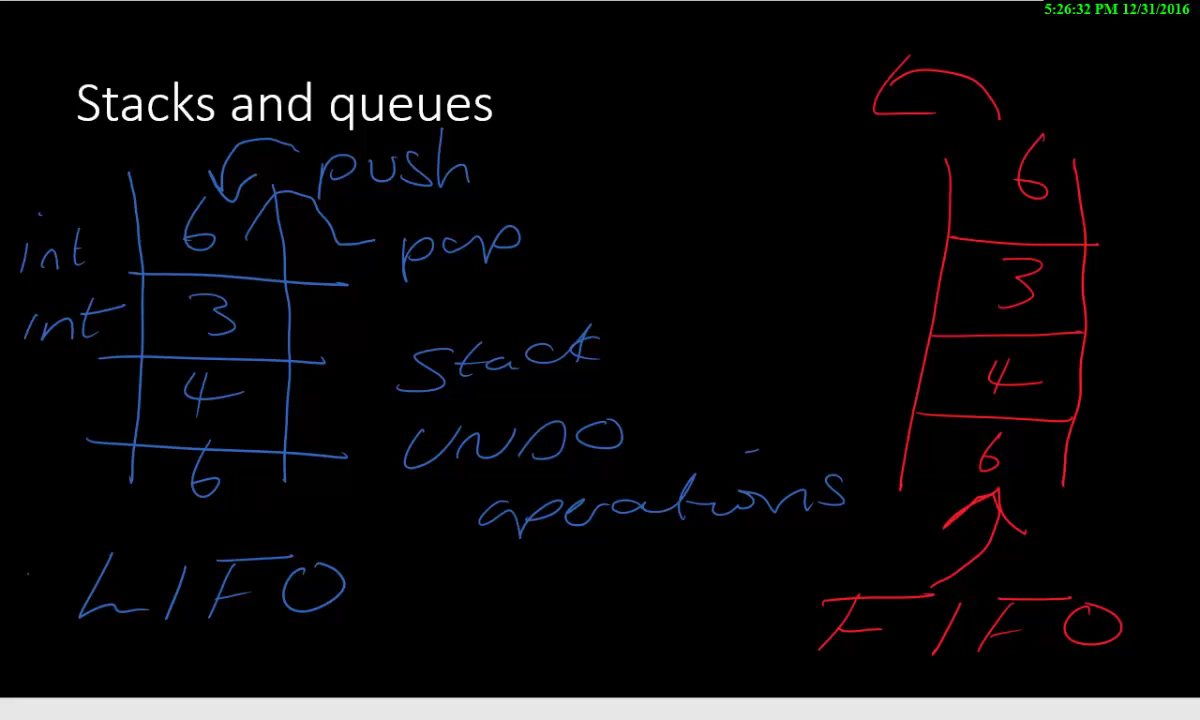 5:26:32 PM 12/31/2016
Stacks and queues
push
pop
int 6
int 3
4
6
Stack
UNDO
operations
LIFO
6
3
4
6
FIFO